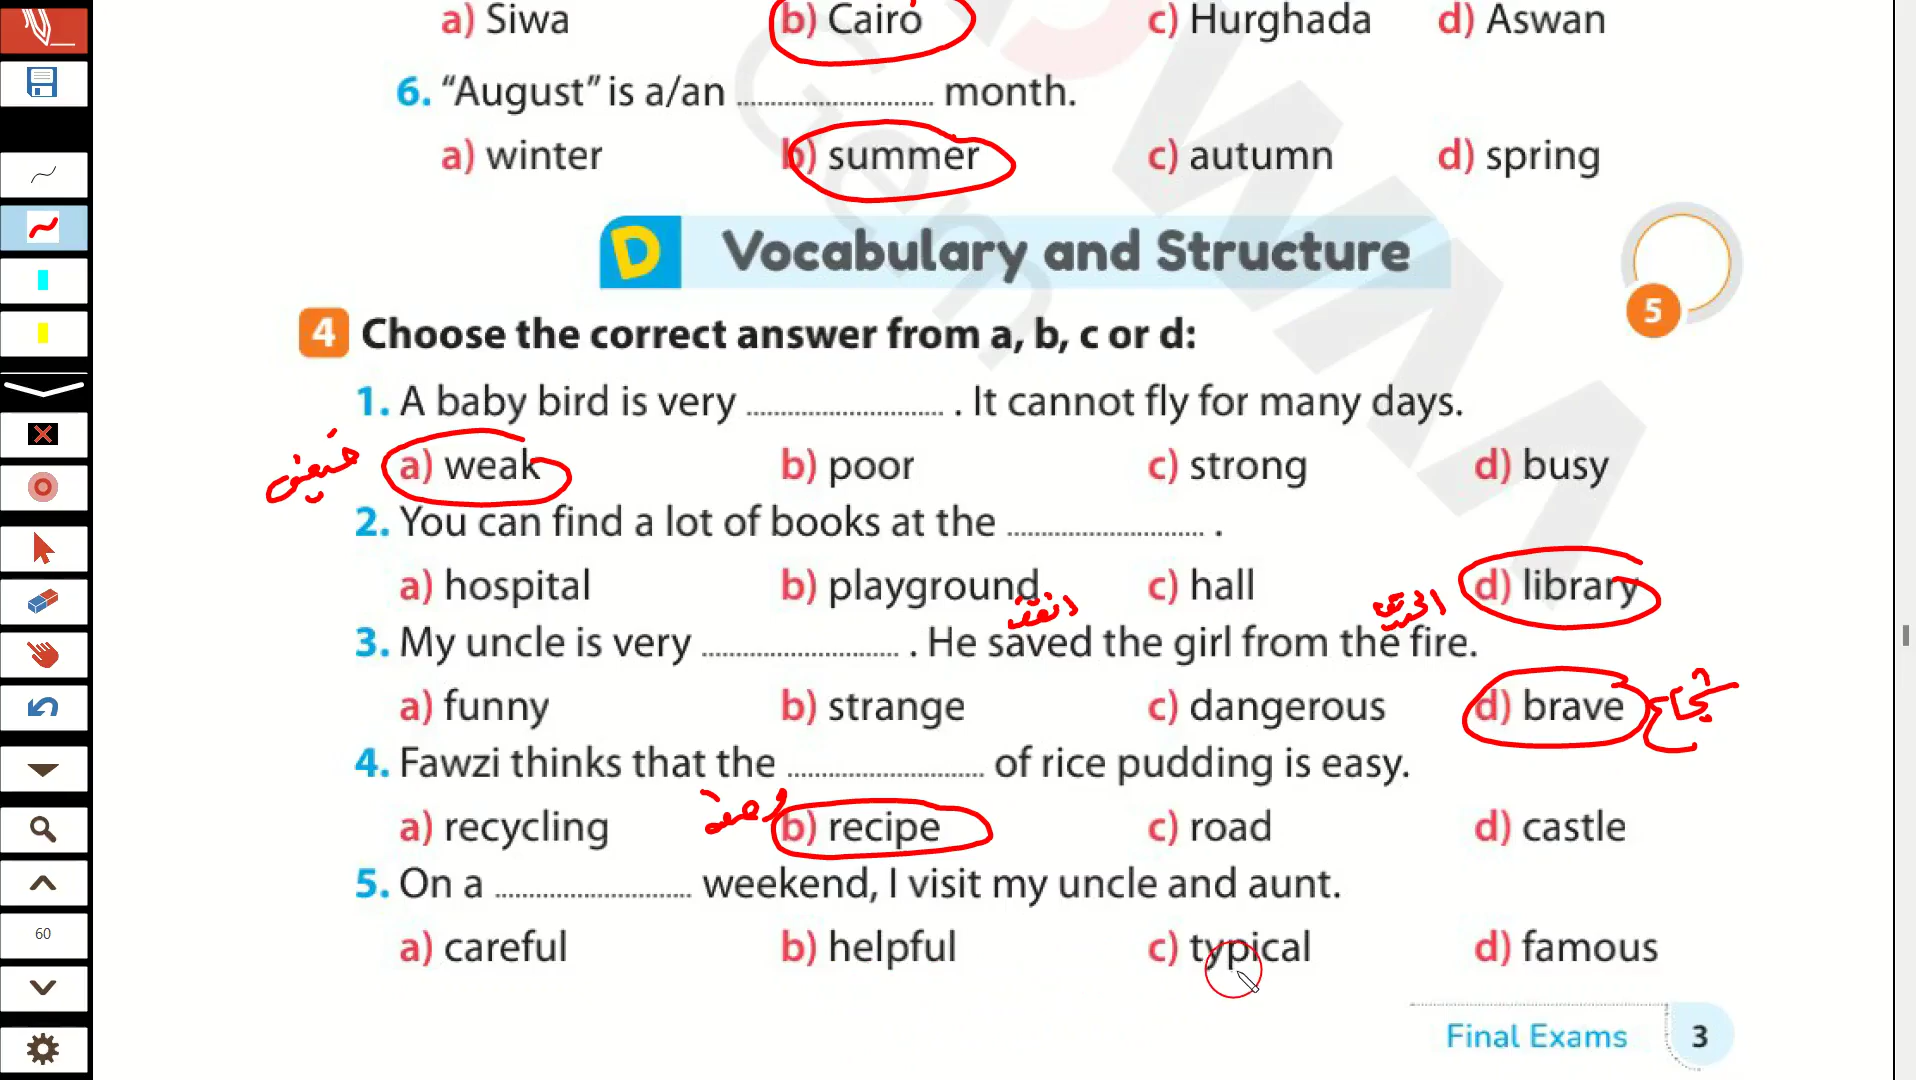 a) Siwa b) Cairo c) Hurghada d) Aswan
6. “August” is a/an ............................ month.
a) winter b) summer c) autumn d) spring
D Vocabulary and Structure
5
4 Choose the correct answer from a, b, c or d:
1. A baby bird is very ............................ . It cannot fly for many days.
ضعيف
a) weak b) poor c) strong d) busy
2. You can find a lot of books at the ............................ .
a) hospital b) playground c) hall d) library
3. My uncle is very ............................ . He saved the girl from the fire.
a) funny b) strange c) dangerous d) brave
4. Fawzi thinks that the ............................ of rice pudding is easy.
وصفة
a) recycling b) recipe c) road d) castle
5. On a ............................ weekend, I visit my uncle and aunt.
a) careful b) helpful c) typical d) famous
60
Final Exams 3